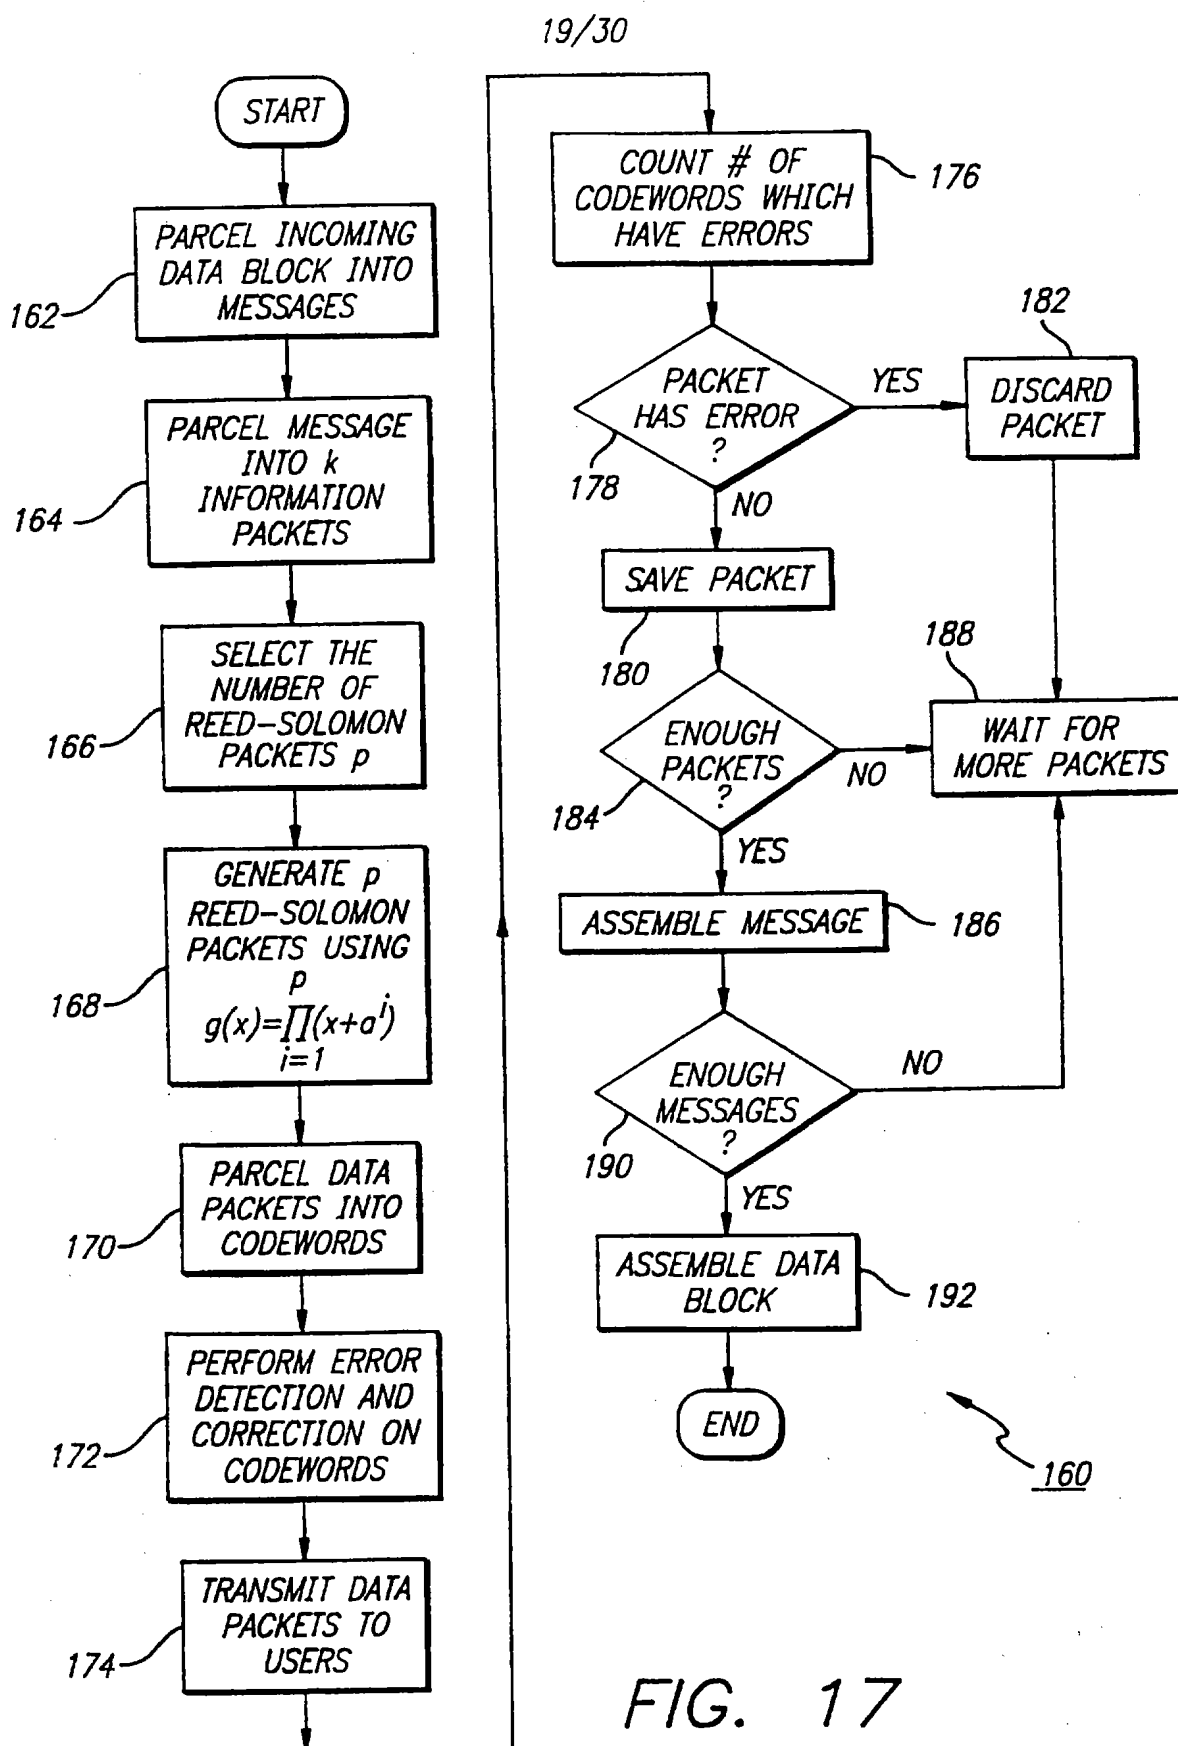 19/30
START
PARCEL INCOMING
DATA BLOCK INTO
MESSAGES
162
PARCEL MESSAGE
INTO k
INFORMATION
PACKETS
164
SELECT THE
NUMBER OF
REED-SOLOMON
PACKETS p
166
GENERATE p
REED-SOLOMON
PACKETS USING
p
g(x)=∏(x+a^i)
i=1
168
PARCEL DATA
PACKETS INTO
CODEWORDS
170
PERFORM ERROR
DETECTION AND
CORRECTION ON
CODEWORDS
172
TRANSMIT DATA
PACKETS TO
USERS
174
COUNT # OF
CODEWORDS WHICH
HAVE ERRORS
176
PACKET
HAS ERROR
?
178
YES
DISCARD
PACKET
182
NO
SAVE PACKET
180
ENOUGH
PACKETS
?
184
NO
WAIT FOR
MORE PACKETS
188
YES
ASSEMBLE MESSAGE
186
ENOUGH
MESSAGES
?
190
NO
YES
ASSEMBLE DATA
BLOCK
192
END
160
FIG. 17